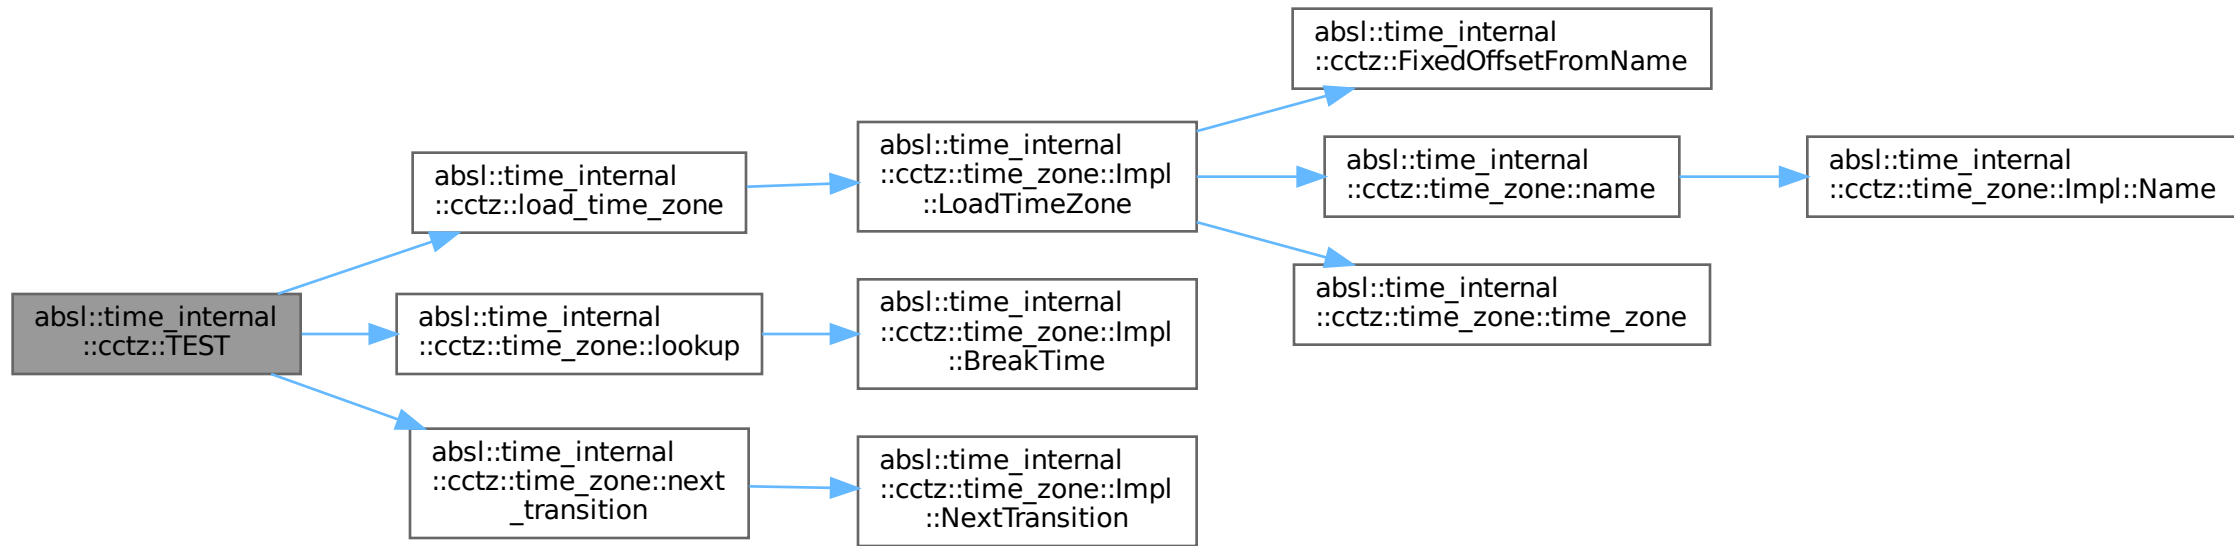 absl::time_internal
::cctz::TEST
absl::time_internal
::cctz::load_time_zone
absl::time_internal
::cctz::time_zone::Impl
::LoadTimeZone
absl::time_internal
::cctz::FixedOffsetFromName
absl::time_internal
::cctz::time_zone::name
absl::time_internal
::cctz::time_zone::Impl::Name
absl::time_internal
::cctz::time_zone::time_zone
absl::time_internal
::cctz::time_zone::lookup
absl::time_internal
::cctz::time_zone::Impl
::BreakTime
absl::time_internal
::cctz::time_zone::next
_transition
absl::time_internal
::cctz::time_zone::Impl
::NextTransition